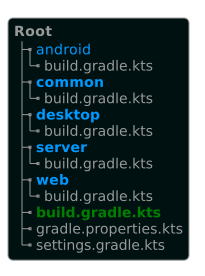 Root
android
build.gradle.kts
common
build.gradle.kts
desktop
build.gradle.kts
server
build.gradle.kts
web
build.gradle.kts
build.gradle.kts
gradle.properties.kts
settings.gradle.kts